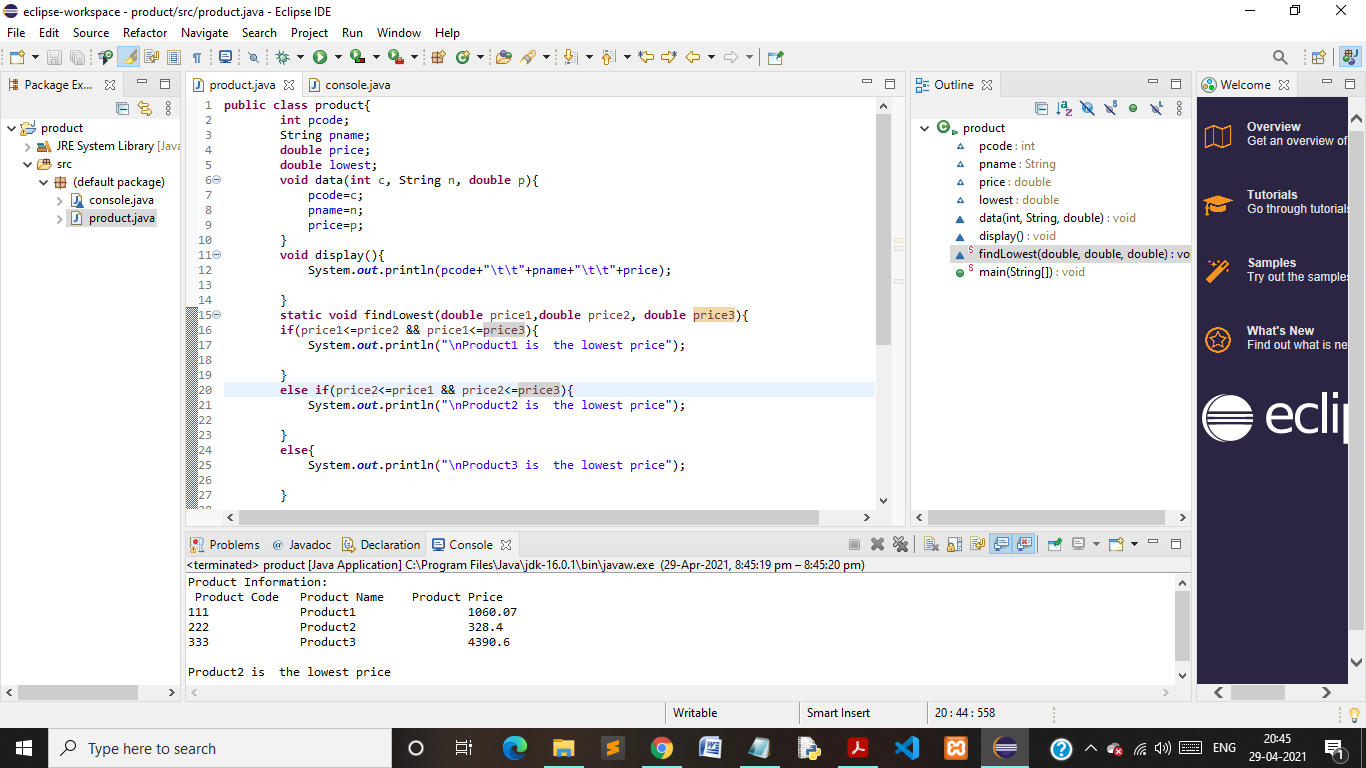 eclipse-workspace - product/src/product.java - Eclipse IDE
File Edit Source Refactor Navigate Search Project Run Window Help
Package Ex...
product
JRE System Library [Java
src
(default package)
console.java
product.java
product.java console.java
1 public class product{
2 int pcode;
3 String pname;
4 double price;
5 double lowest;
6 void data(int c, String n, double p){
7 pcode=c;
8 pname=n;
9 price=p;
10 }
11 void display(){
12 System.out.println(pcode+"\t\t"+pname+"\t\t"+price);
13
14 }
15 static void findLowest(double price1,double price2, double price3){
16 if(price1<=price2 && price1<=price3){
17 System.out.println("\nProduct1 is  the lowest price");
18
19 }
20 else if(price2<=price1 && price2<=price3){
21 System.out.println("\nProduct2 is  the lowest price");
22
23 }
24 else{
25 System.out.println("\nProduct3 is  the lowest price");
26
27 }
Outline
product
pcode : int
pname : String
price : double
lowest : double
data(int, String, double) : void
display() : void
findLowest(double, double, double) : vo
main(String[]) : void
Welcome
Overview
Get an overview of
Tutorials
Go through tutorials
Samples
Try out the samples
What's New
Find out what is ne
eclip
Problems Javadoc Declaration Console
<terminated> product [Java Application] C:\Program Files\Java\jdk-16.0.1\bin\javaw.exe (29-Apr-2021, 8:45:19 pm – 8:45:20 pm)
Product Information:
Product Code Product Name Product Price
111 Product1 1060.07
222 Product2 328.4
333 Product3 4390.6
Product2 is  the lowest price
Writable Smart Insert 20 : 44 : 558
Type here to search
ENG
20:45
29-04-2021
1